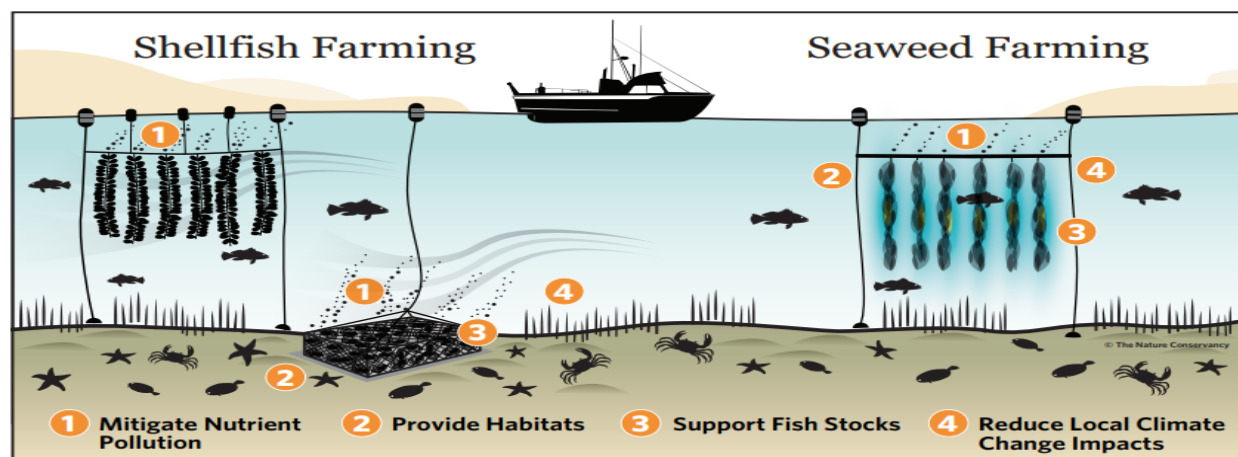 Shellfish Farming
Seaweed Farming
1
1
2
4
3
1
4
3
2
© The Nature Conservancy
1 Mitigate Nutrient
Pollution
2 Provide Habitats
3 Support Fish Stocks
4 Reduce Local Climate
Change Impacts